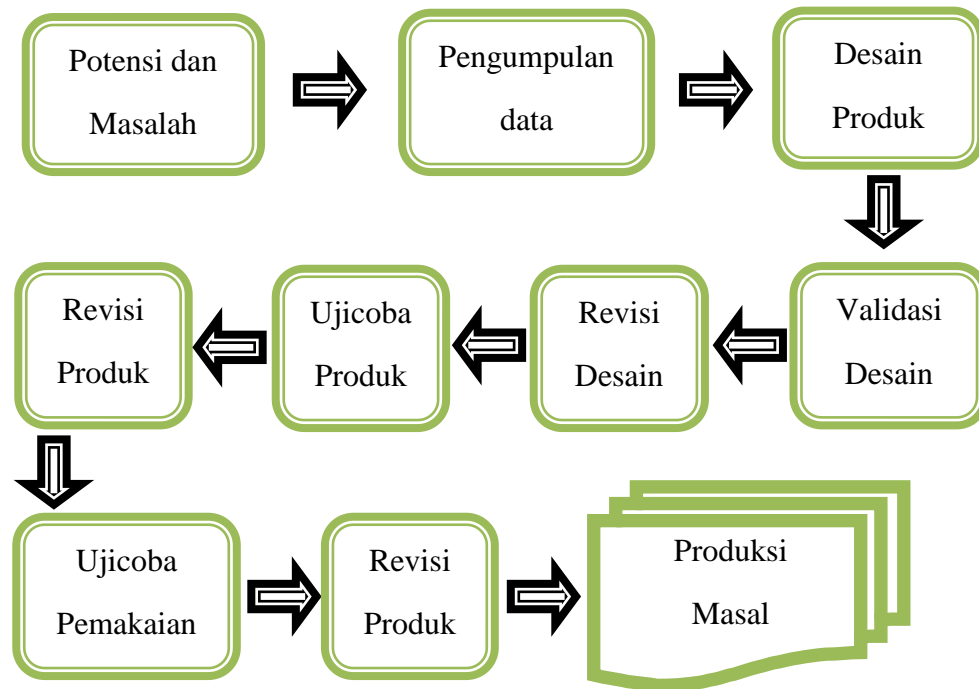 Potensi dan
Masalah
Pengumpulan
data
Desain
Produk
Validasi
Desain
Revisi
Desain
Ujicoba
Produk
Revisi
Produk
Ujicoba
Pemakaian
Revisi
Produk
Produksi
Masal